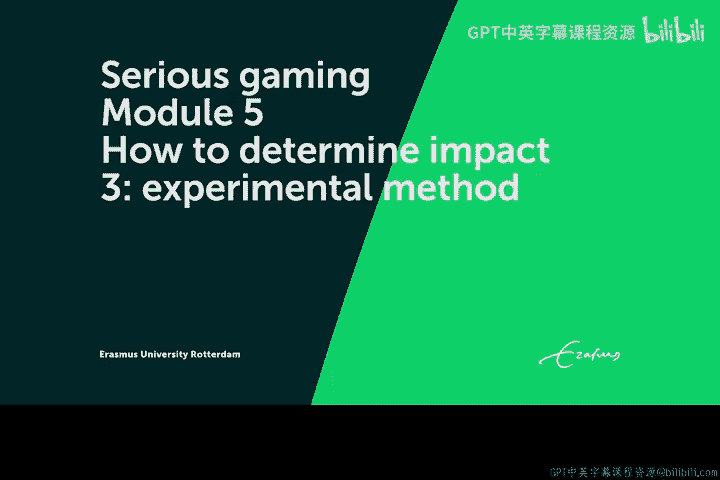 GPT中英字幕课程资源 bilibili
Serious gaming
Module 5
How to determine impact
3: experimental method
Erasmus University Rotterdam
Erasmus
GPT中英字幕课程资源@bilibili.com